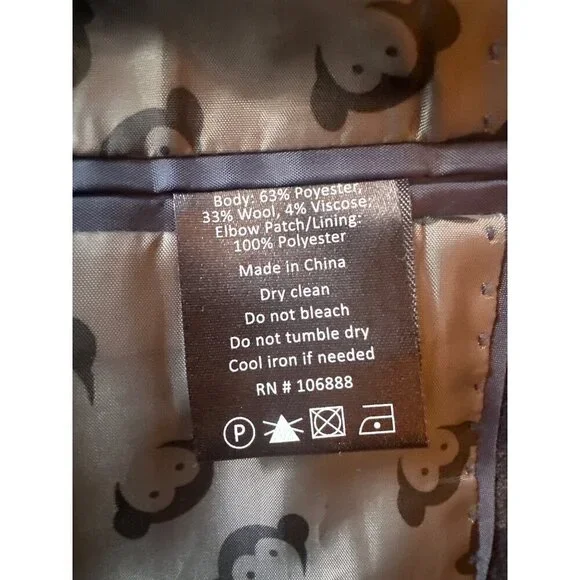 Body: 63% Poyester,
33% Wool, 4% Viscose;
Elbow Patch/Lining:
100% Polyester
Made in China
Dry clean
Do not bleach
Do not tumble dry
Cool iron if needed
RN # 106888
P